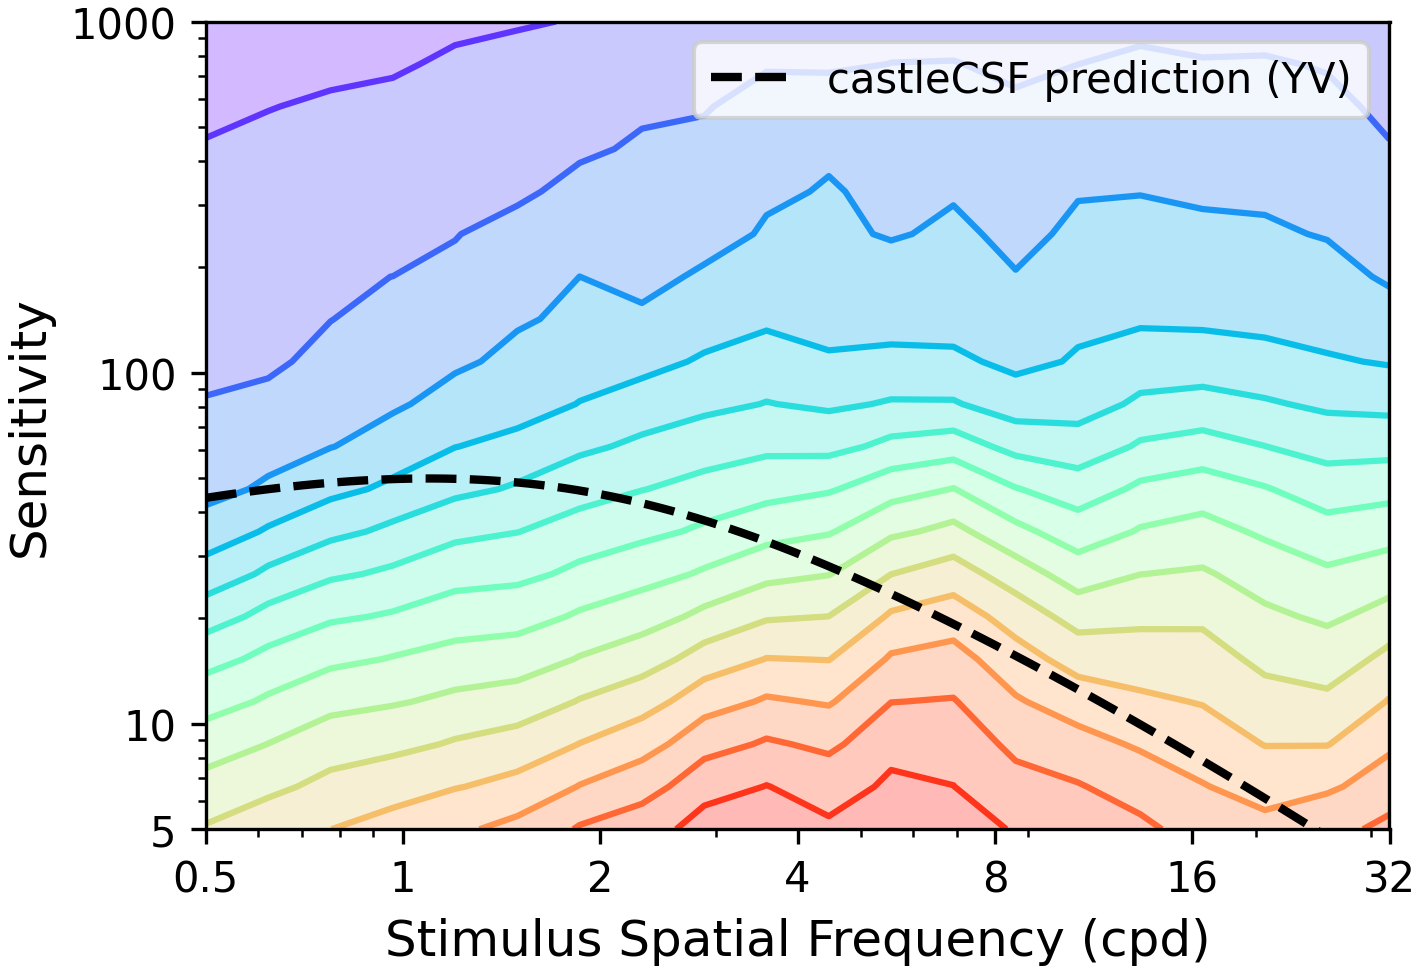 1000
castleCSF prediction (YV)
100
10
5
Sensitivity
0.5 1 2 4 8 16 32
Stimulus Spatial Frequency (cpd)